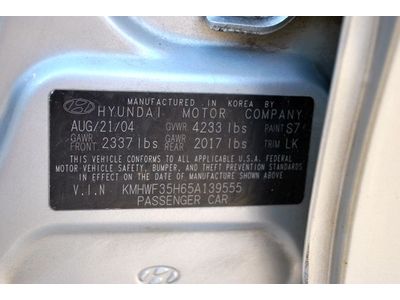 MANUFACTURED IN KOREA BY
HYUNDAI MOTOR COMPANY
AUG/21/04 GVWR 4233 lbs PAINT S7
GAWR FRONT 2337 lbs GAWR REAR 2017 lbs TRIM LK
THIS VEHICLE CONFORMS TO ALL APPLICABLE U.S.A. FEDERAL
MOTOR VEHICLE SAFETY, BUMPER, AND THEFT PREVENTION STANDARDS
IN EFFECT ON THE DATE OF MANUFACTURE SHOWN ABOVE
V.I.N KMHWF35H65A139555
PASSENGER CAR